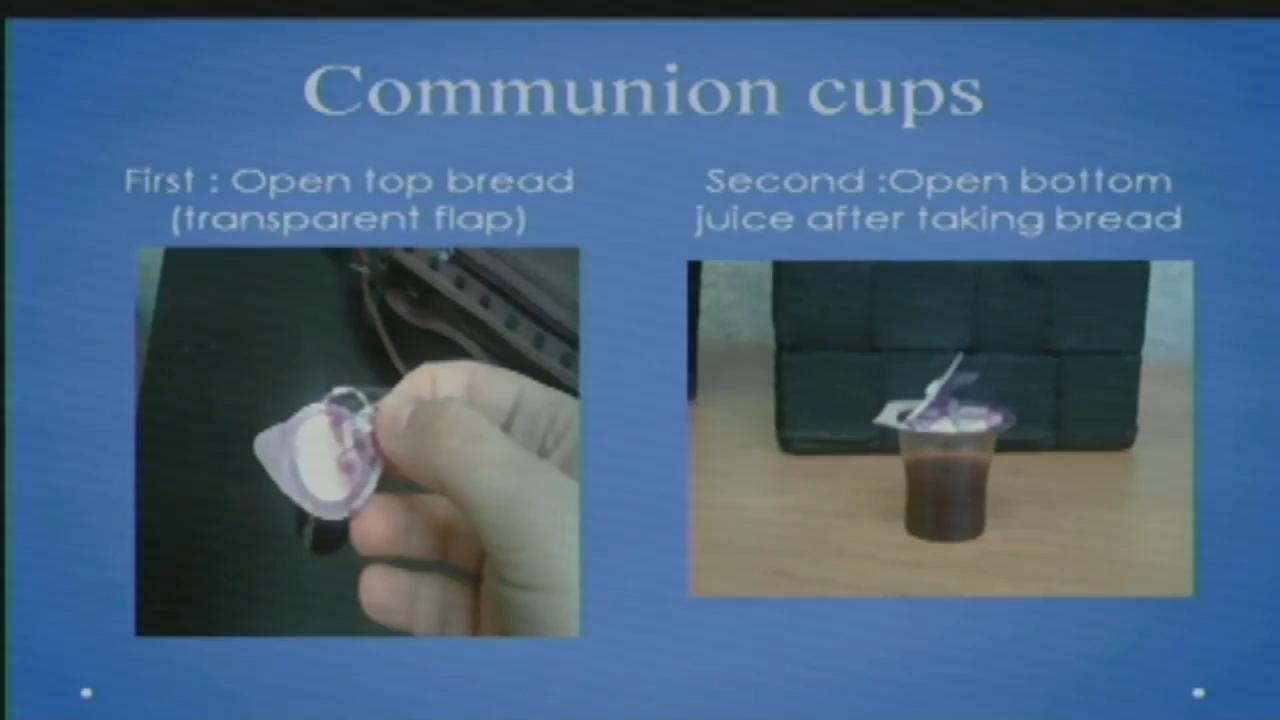 Communion cups
First : Open top bread
(transparent flap)
Second :Open bottom
juice after taking bread